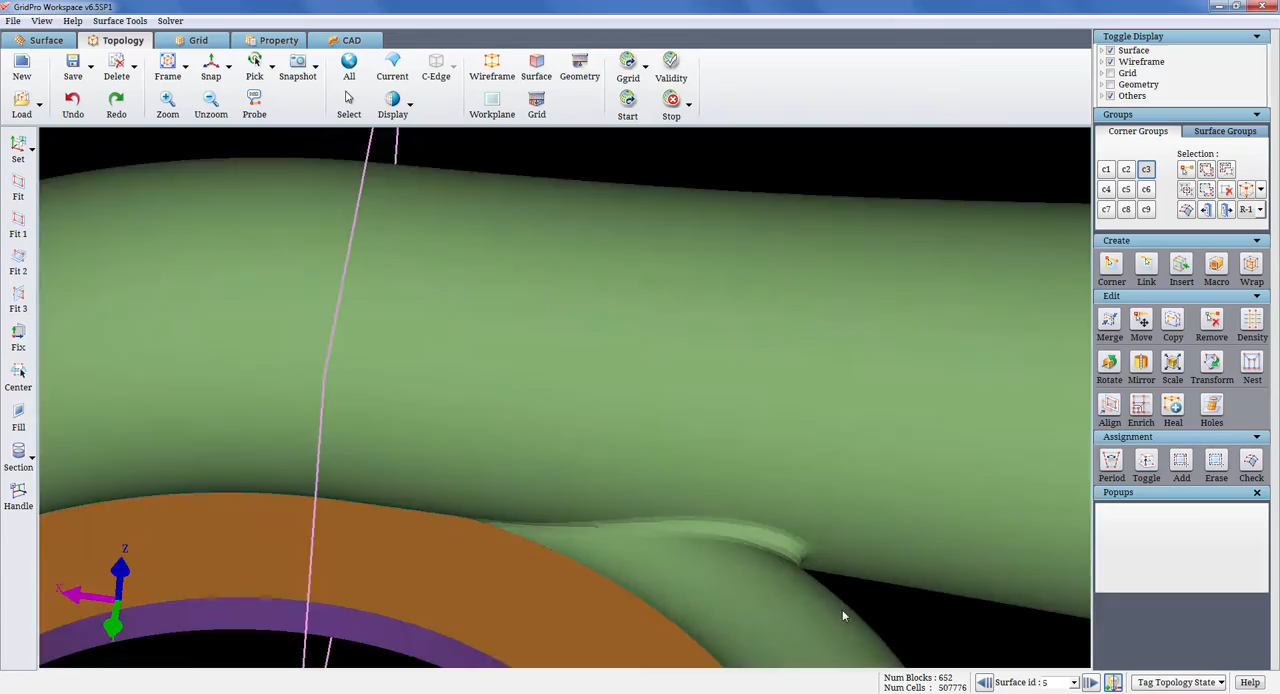 GridPro Workspace v6.5SP1
File View Help Surface Tools Solver
Surface Topology Grid Property CAD
New Save Delete Frame Snap Pick Snapshot All Current C-Edge Wireframe Surface Geometry Ggrid Validity
Load Undo Redo Zoom Unzoom Probe Select Display Workplane Grid Start Stop
Set
Fit
Fit 1
Fit 2
Fit 3
Fix
Center
Fill
Section
Handle
Z
X
Toggle Display
Surface
Wireframe
Grid
Geometry
Others
Groups
Corner Groups Surface Groups
Selection :
c1 c2 c3
c4 c5 c6
c7 c8 c9 R-1
Create
Corner Link Insert Macro Wrap
Edit
Merge Move Copy Remove Density
Rotate Mirror Scale Transform Nest
Align Enrich Heal Holes
Assignment
Period Toggle Add Erase Check
Popups
Num Blocks : 652
Num Cells : 507776
Surface id : 5
Tag Topology State
Help